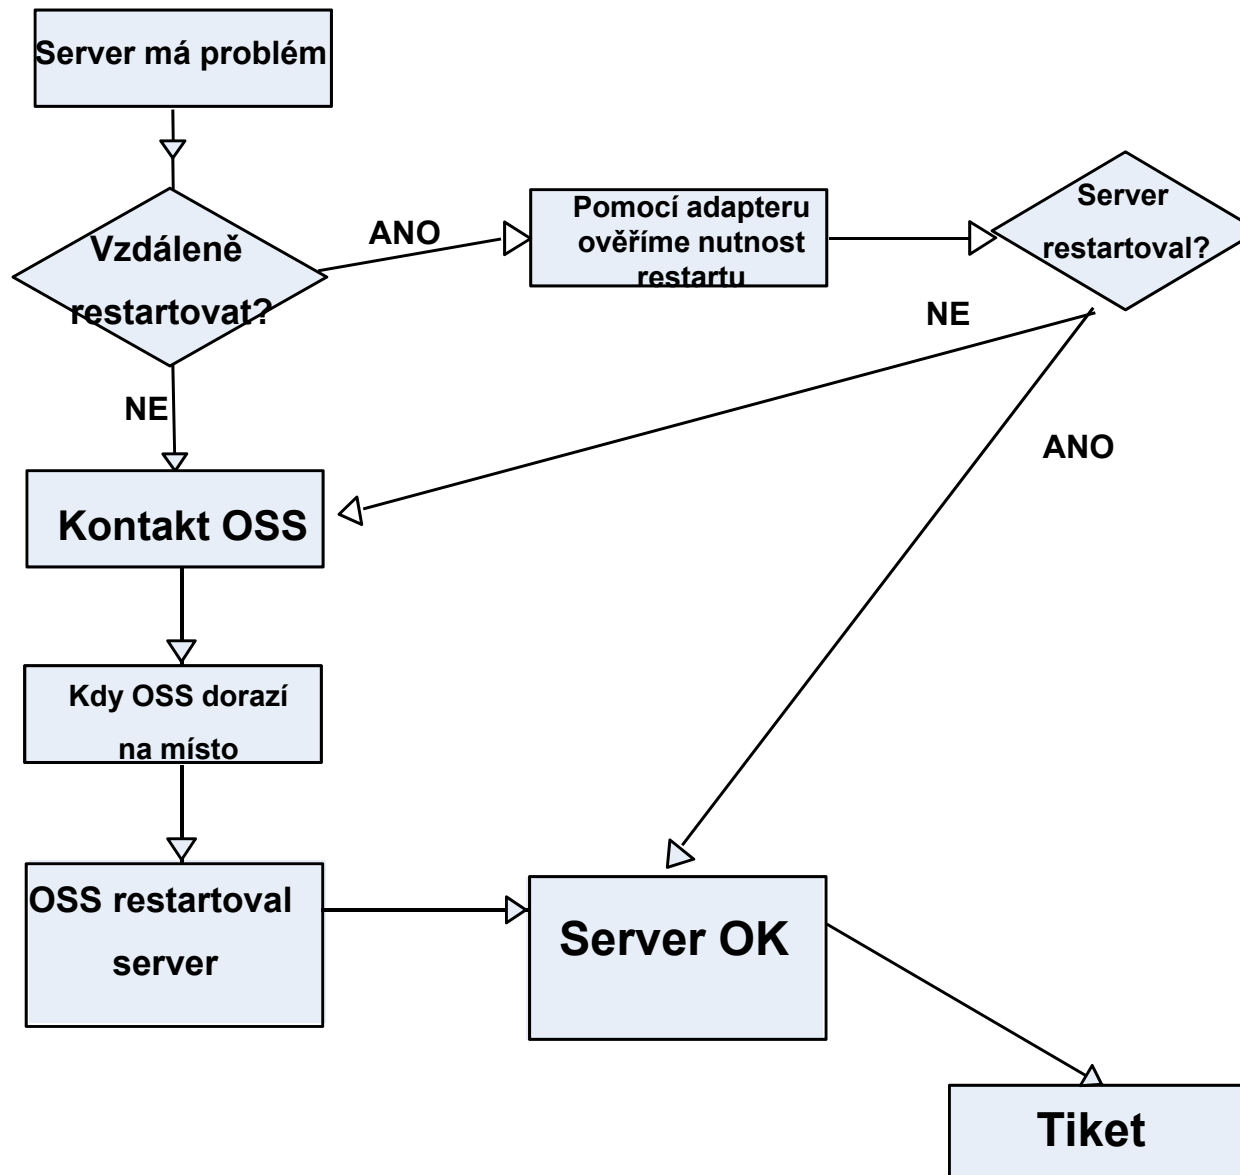 Server má problém
Vzdáleně
restartovat?
ANO
Pomocí adapteru
ověříme nutnost
restartu
Server
restartoval?
NE
NE
ANO
Kontakt OSS
Kdy OSS dorazí
na místo
OSS restartoval
server
Server OK
Tiket